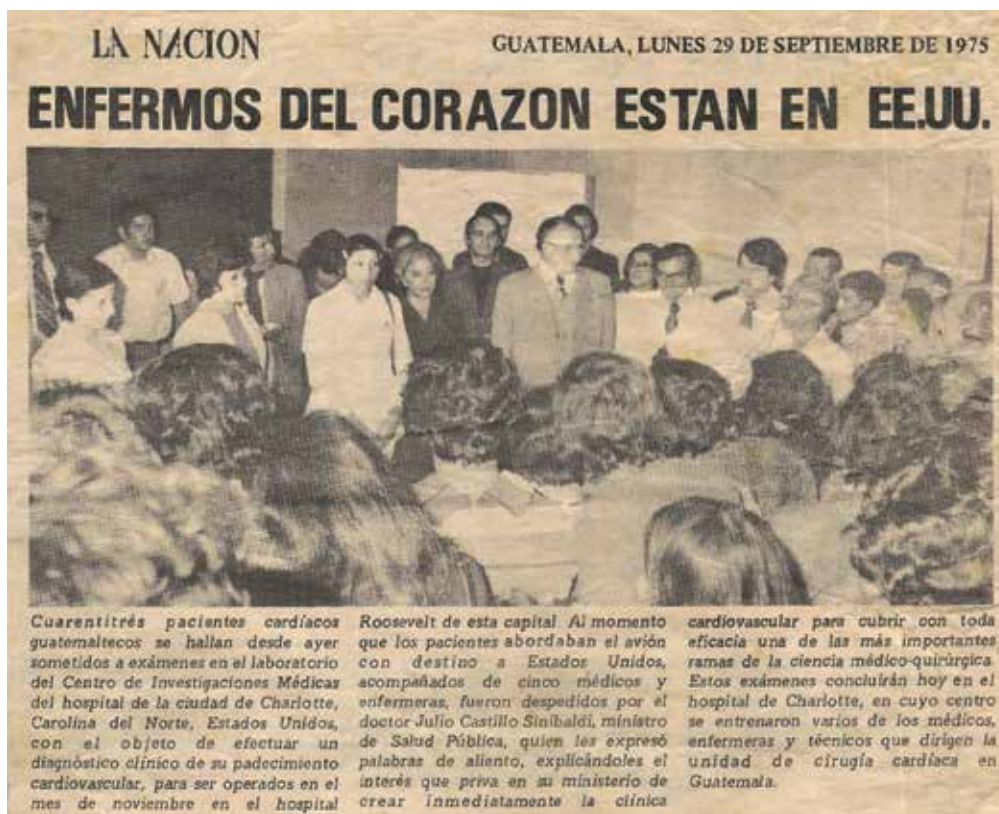 LA NACION
GUATEMALA, LUNES 29 DE SEPTIEMBRE DE 1975
ENFERMOS DEL CORAZON ESTAN EN EE.UU.
Cuarentitrés pacientes cardíacos
guatemaltecos se hallan desde ayer
sometidos a exámenes en el laboratorio
del Centro de Investigaciones Médicas
del hospital de la ciudad de Charlotte,
Carolina del Norte, Estados Unidos,
con el objeto de efectuar un
diagnóstico clínico de su padecimiento
cardiovascular, para ser operados en el
mes de noviembre en el hospital
Roosevelt de esta capital Al momento
que los pacientes abordaban el avión
con destino a Estados Unidos,
acompañados de cinco médicos y
enfermeras, fueron despedidos por el
doctor Julio Castillo Sinibaldi, ministro
de Salud Pública, quien les expresó
palabras de aliento, explicándoles el
interés que priva en su ministerio de
crear inmediatamente la clínica
cardiovascular para cubrir con toda
eficacia una de las más importantes
ramas de la ciencia médico-quirúrgica
Estos exámenes concluirán hoy en el
hospital de Charlotte, en cuyo centro
se entrenaron varios de los médicos,
enfermeras y técnicos que dirigen la
unidad de cirugía cardíaca en
Guatemala.